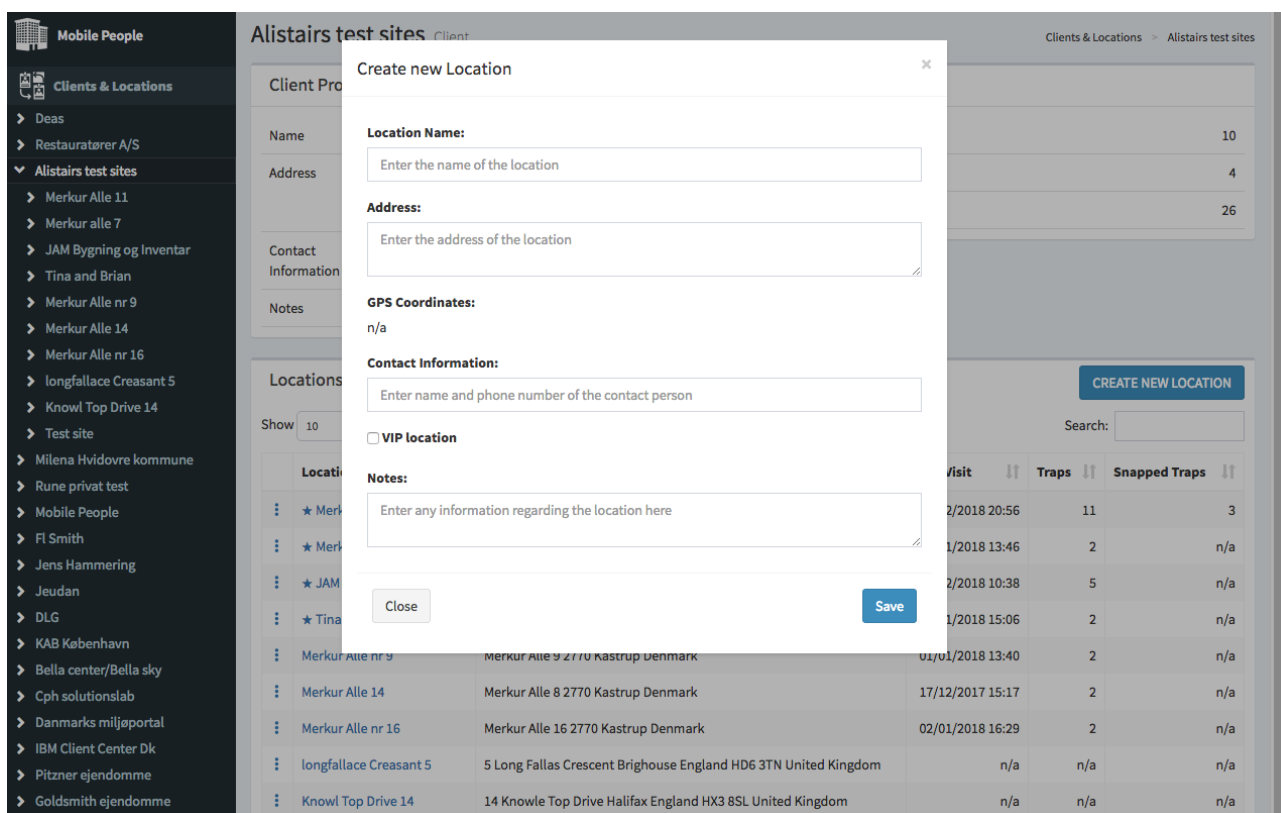 Mobile People
Clients & Locations
Deas
Restauratører A/S
Alistairs test sites
Merkur Alle 11
Merkur alle 7
JAM Bygning og Inventar
Tina and Brian
Merkur Alle nr 9
Merkur Alle 14
Merkur Alle nr 16
longfallace Creasant 5
Knowl Top Drive 14
Test site
Milena Hvidovre kommune
Rune privat test
Mobile People
Fl Smith
Jens Hammering
Jeudan
DLG
KAB København
Bella center/Bella sky
Cph solutionslab
Danmarks miljøportal
IBM Client Center Dk
Pitzner ejendomme
Goldsmith ejendomme
Alistairs test sites Client
Clients & Locations > Alistairs test sites
Client Pro
Name
10
Address
4
26
Contact
Information
Notes
Create new Location ×
Location Name:
Enter the name of the location
Address:
Enter the address of the location
GPS Coordinates:
n/a
Contact Information:
Enter name and phone number of the contact person
VIP location
Notes:
Enter any information regarding the location here
Close Save
Locations CREATE NEW LOCATION
Show 10 Search:
Locati Visit Traps Snapped Traps
★ Merk 2/2018 20:56 11 3
★ Merk 1/2018 13:46 2 n/a
★ JAM 2/2018 10:38 5 n/a
★ Tina 1/2018 15:06 2 n/a
Merkur Alle nr 9 Merkur Alle 9 2770 Kastrup Denmark 01/01/2018 13:40 2 n/a
Merkur Alle 14 Merkur Alle 8 2770 Kastrup Denmark 17/12/2017 15:17 2 n/a
Merkur Alle nr 16 Merkur Alle 16 2770 Kastrup Denmark 02/01/2018 16:29 2 n/a
longfallace Creasant 5 5 Long Fallas Crescent Brighouse England HD6 3TN United Kingdom n/a n/a n/a
Knowl Top Drive 14 14 Knowle Top Drive Halifax England HX3 8SL United Kingdom n/a n/a n/a